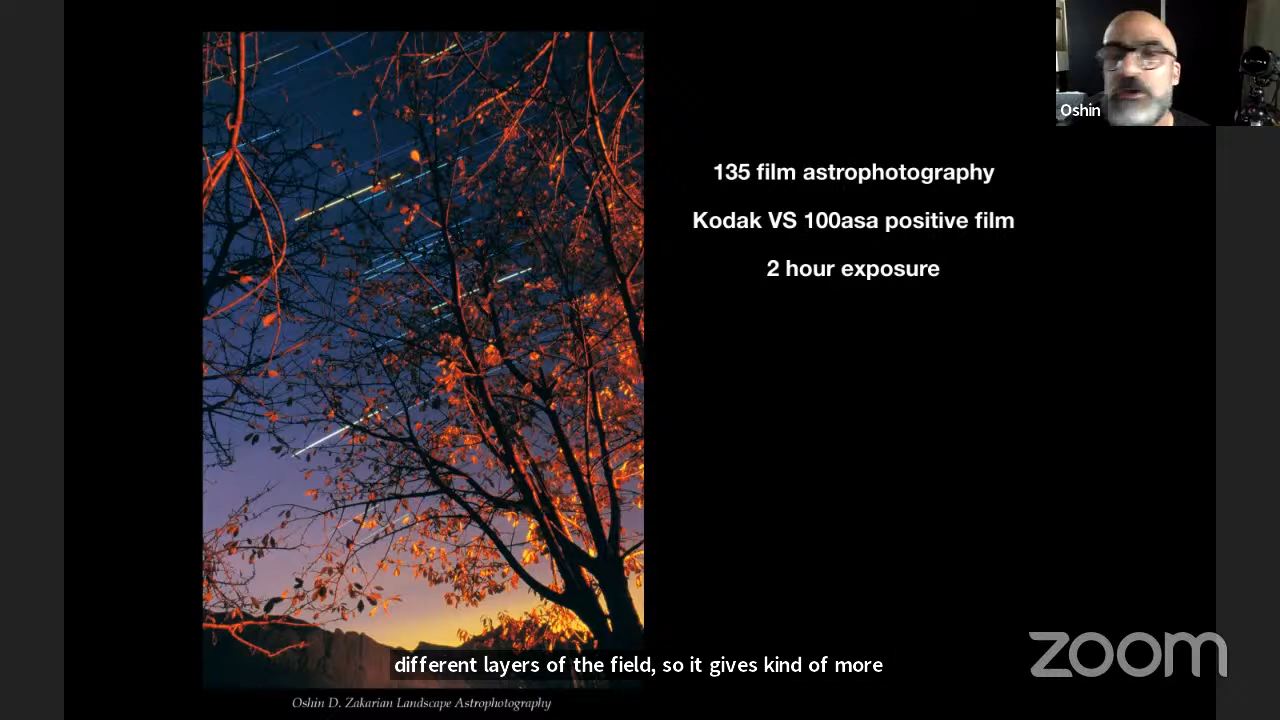 Oshin
135 film astrophotography
Kodak VS 100asa positive film
2 hour exposure
different layers of the field, so it gives kind of more
zoom
Oshin D. Zakarian Landscape Astrophotography